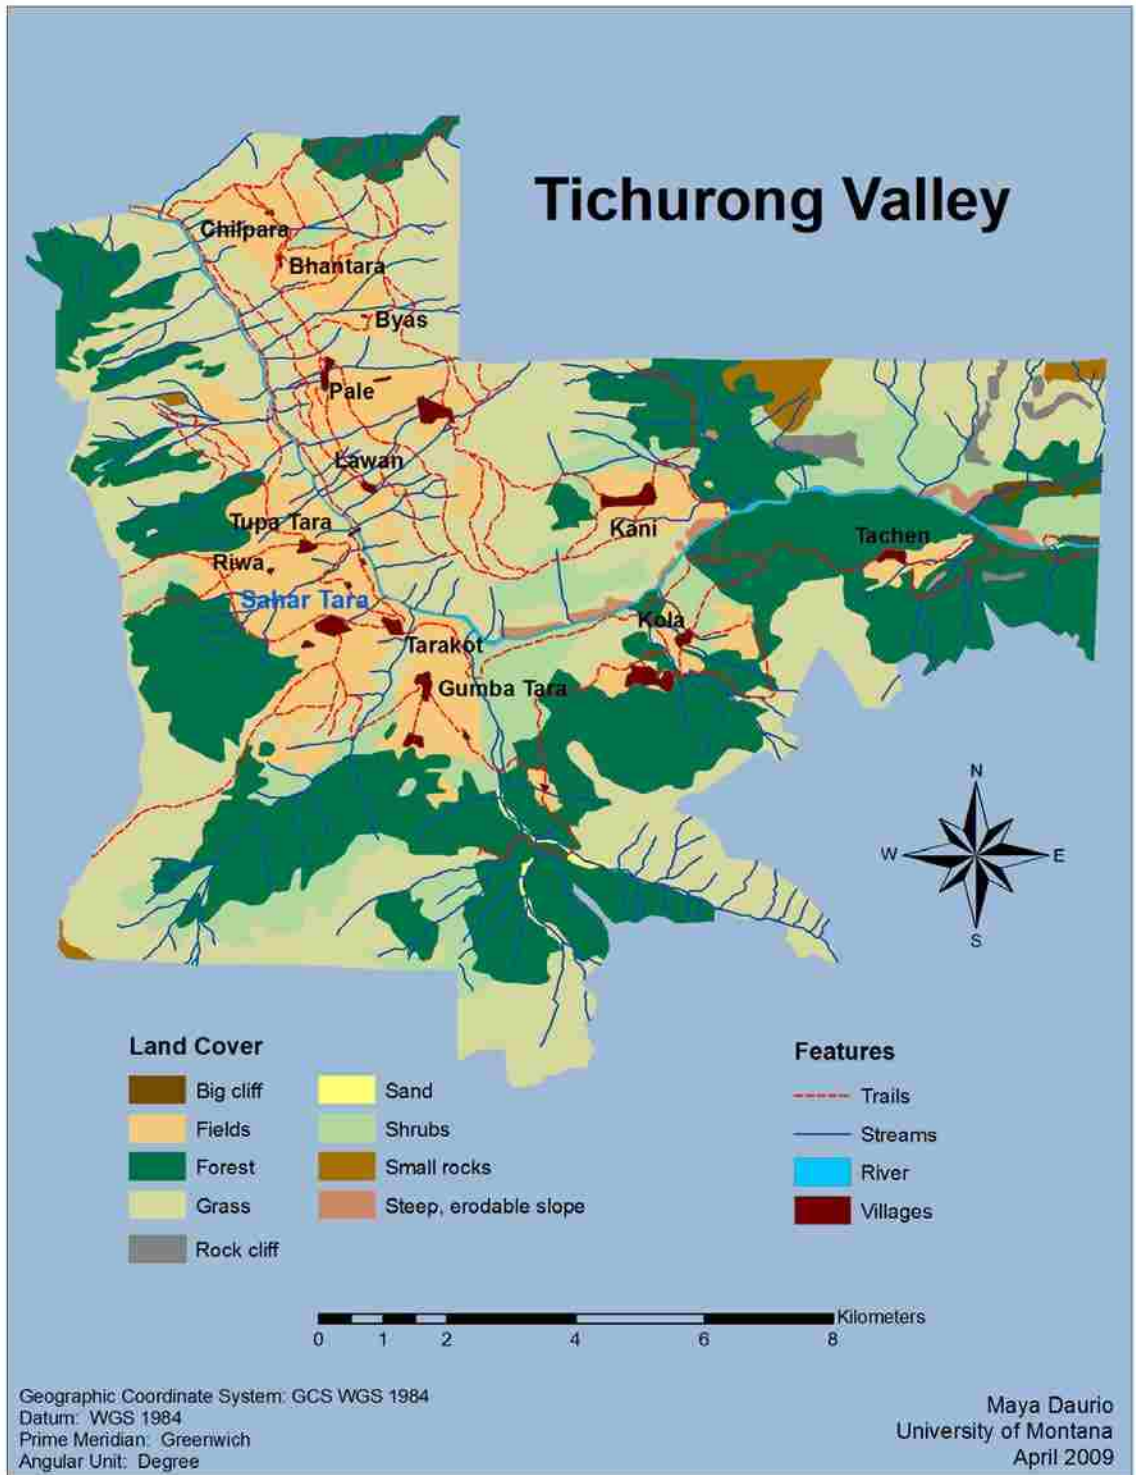 Tichurong Valley
Chilpara
Bhantara
Byas
Pale
Lawan
Kani
Tupa Tara
Tachen
Riwa
Sahar Tara
Kola
Tarakot
Gumba Tara
N
W E
S
Land Cover
Big cliff
Fields
Forest
Grass
Rock cliff
Sand
Shrubs
Small rocks
Steep, erodable slope
Features
Trails
Streams
River
Villages
Kilometers
0 1 2 4 6 8
Geographic Coordinate System: GCS WGS 1984
Datum: WGS 1984
Prime Meridian: Greenwich
Angular Unit: Degree
Maya Daurio
University of Montana
April 2009